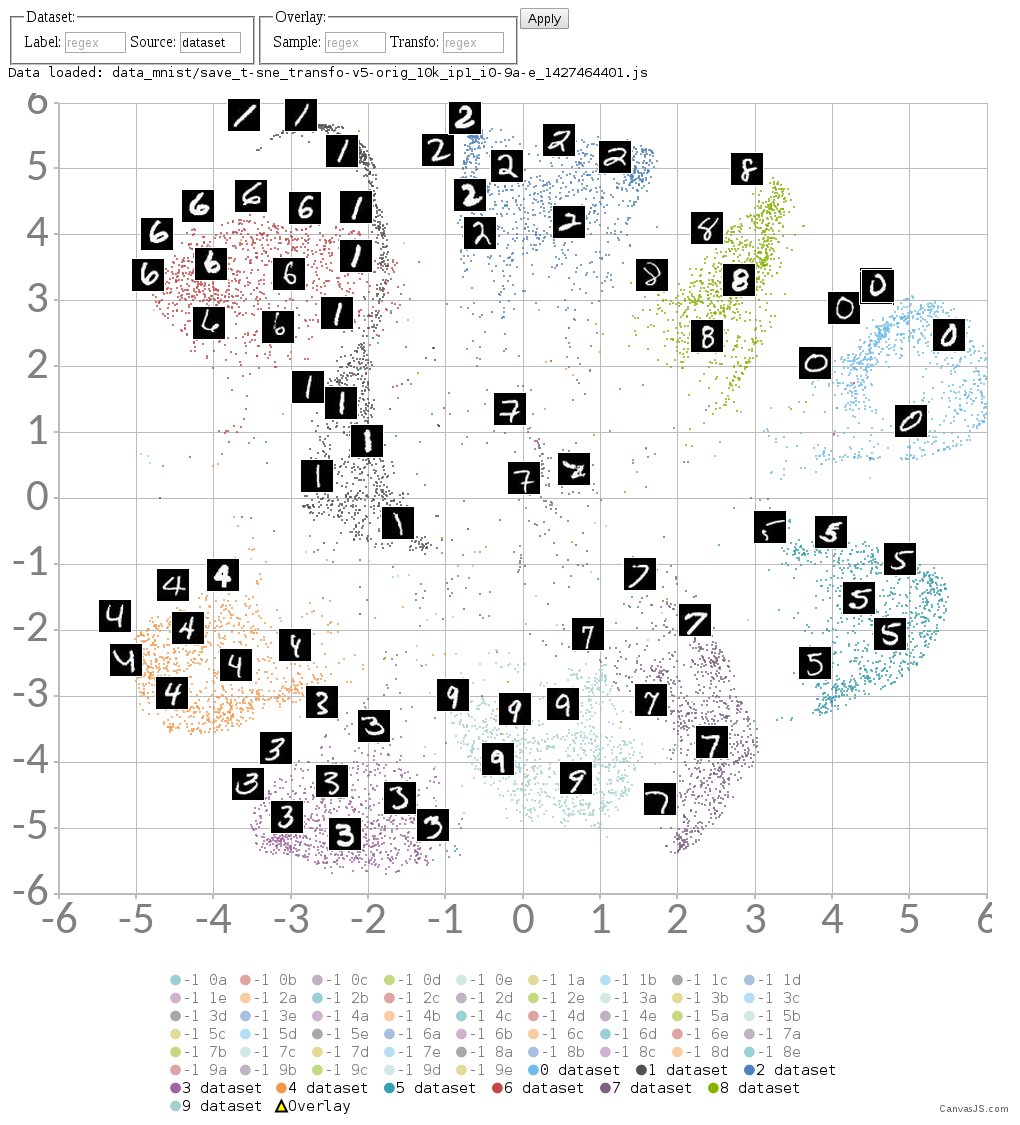 Dataset: Overlay:
Label: regex Source: dataset Sample: regex Transfo: regex Apply
Data loaded: data_mnist/save_t-sne_transfo-v5-orig_10k_ip1_i0-9a-e_1427464401.js
6
5
4
3
2
1
0
-1
-2
-3
-4
-5
-6
-6 -5 -4 -3 -2 -1 0 1 2 3 4 5 6
-1 0a -1 0b -1 0c -1 0d -1 0e -1 1a -1 1b -1 1c -1 1d
-1 1e -1 2a -1 2b -1 2c -1 2d -1 2e -1 3a -1 3b -1 3c
-1 3d -1 3e -1 4a -1 4b -1 4c -1 4d -1 4e -1 5a -1 5b
-1 5c -1 5d -1 5e -1 6a -1 6b -1 6c -1 6d -1 6e -1 7a
-1 7b -1 7c -1 7d -1 7e -1 8a -1 8b -1 8c -1 8d -1 8e
-1 9a -1 9b -1 9c -1 9d -1 9e 0 dataset 1 dataset 2 dataset
3 dataset 4 dataset 5 dataset 6 dataset 7 dataset 8 dataset
9 dataset Overlay
CanvasJS.com